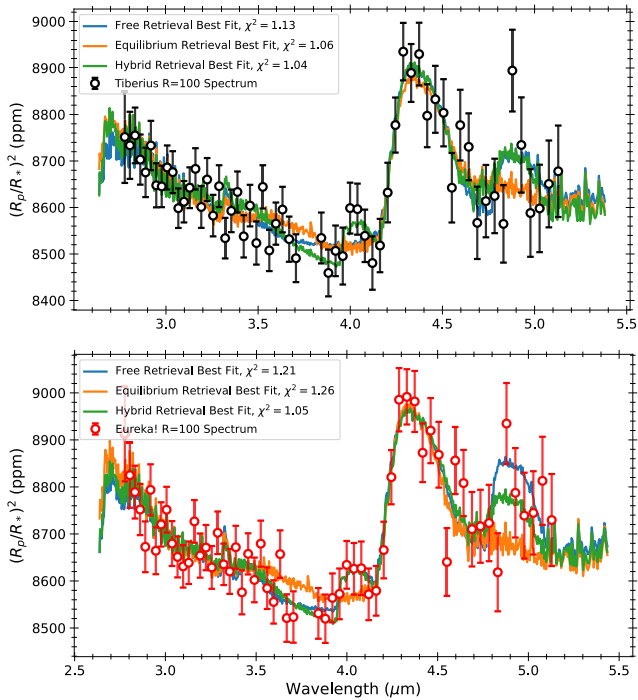 9000
8900
8800
8700
8600
8500
8400
(R_p/R_*)^2 (ppm)
Free Retrieval Best Fit, χ² = 1.13
Equilibrium Retrieval Best Fit, χ² = 1.06
Hybrid Retrieval Best Fit, χ² = 1.04
Tiberius R=100 Spectrum
3.0 3.5 4.0 4.5 5.0 5.5
9000
8900
8800
8700
8600
8500
(R_p/R_*)^2 (ppm)
Free Retrieval Best Fit, χ² = 1.21
Equilibrium Retrieval Best Fit, χ² = 1.26
Hybrid Retrieval Best Fit, χ² = 1.05
Eureka! R=100 Spectrum
2.5 3.0 3.5 4.0 4.5 5.0 5.5
Wavelength (μm)